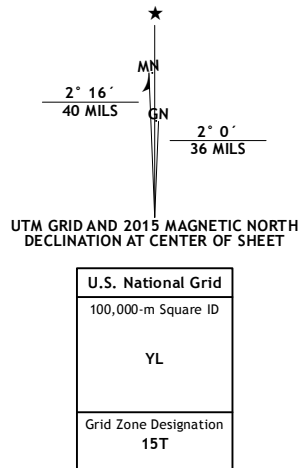 MN
2° 16´
40 MILS
GN
2° 0´
36 MILS
UTM GRID AND 2015 MAGNETIC NORTH
DECLINATION AT CENTER OF SHEET
U.S. National Grid
100,000-m Square ID
YL
Grid Zone Designation
15T